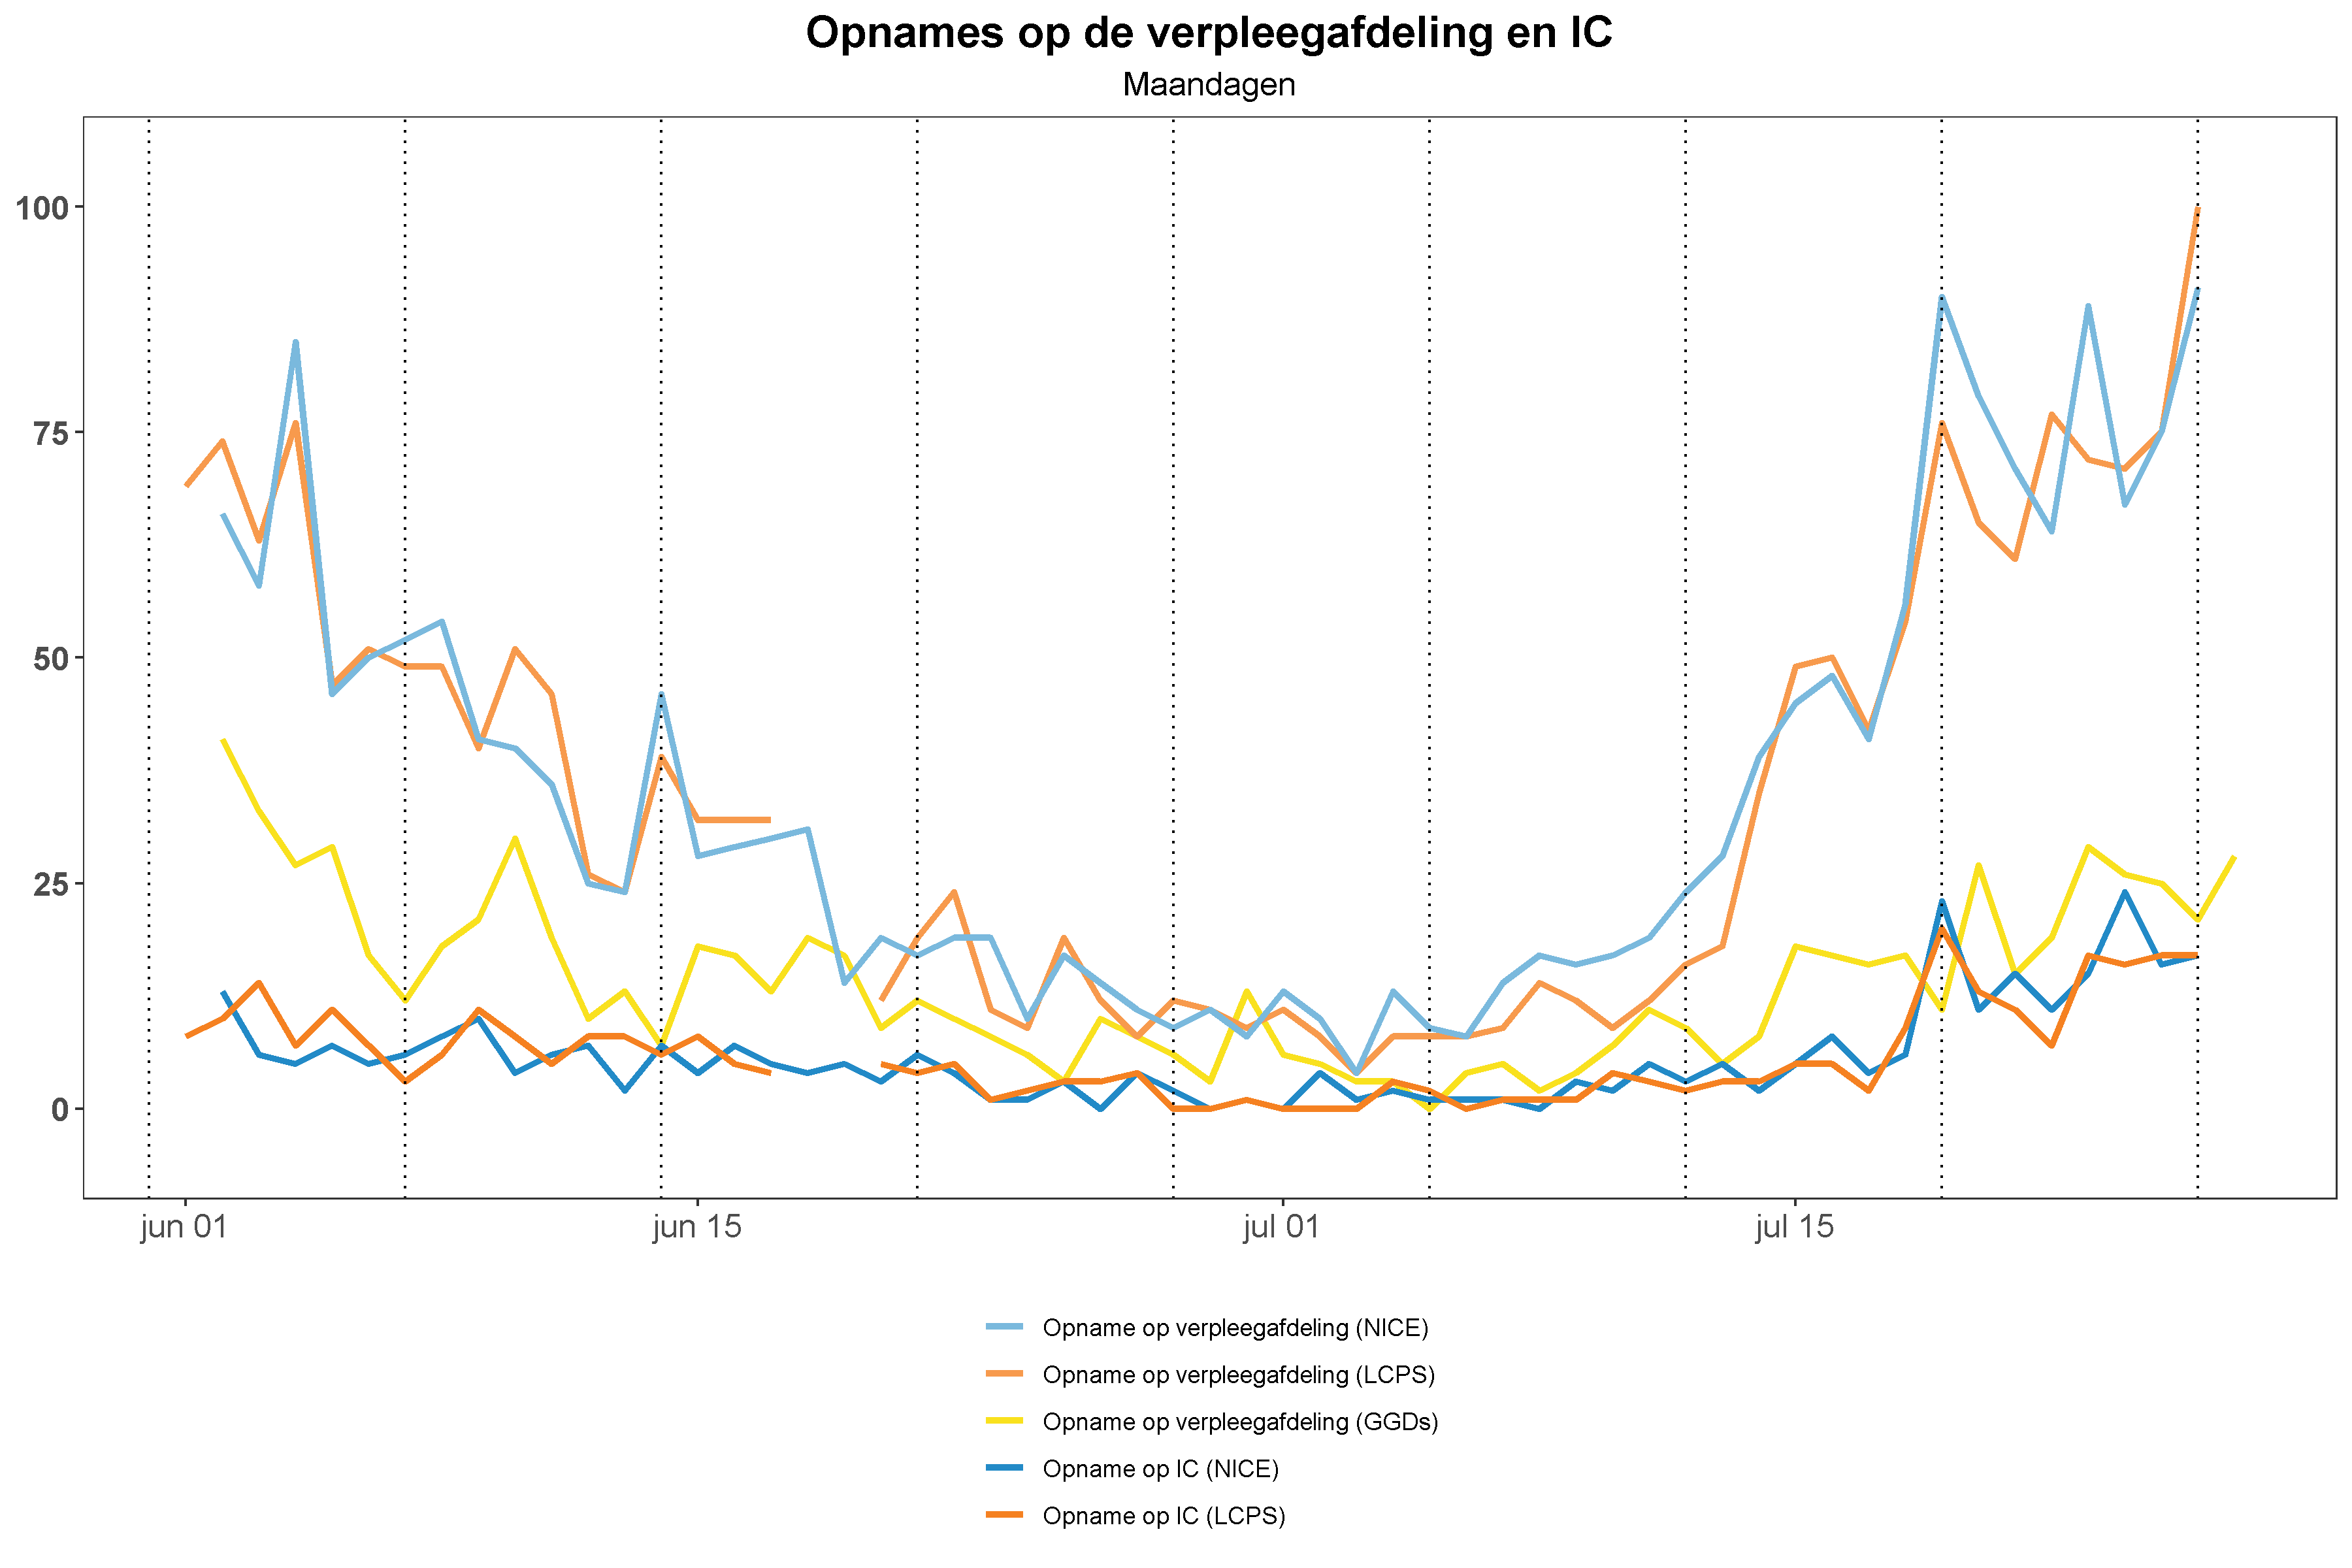 Opnames op de verpleegafdeling en IC
Maandagen
100
75
50
25
0
jun 01
jun 15
jul 01
jul 15
Opname op verpleegafdeling (NICE)
Opname op verpleegafdeling (LCPS)
Opname op verpleegafdeling (GGDs)
Opname op IC (NICE)
Opname op IC (LCPS)